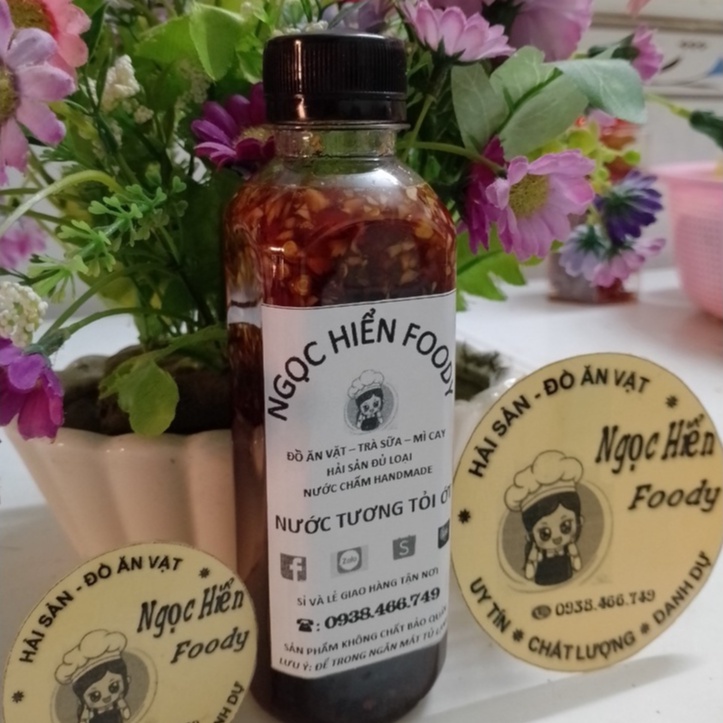 NGỌC HIỂN FOODY
ĐỒ ĂN VẶT – TRÀ SỮA – MÌ CAY
HẢI SẢN ĐỦ LOẠI
NƯỚC CHẤM HANDMADE
NƯỚC TƯƠNG TỎI ỚT
Zalo
SỈ VÀ LẺ GIAO HÀNG TẬN NƠI
☎: 0938.466.749
SẢN PHẨM KHÔNG CHẤT BẢO QUẢN
LƯU Ý: ĐỂ TRONG NGĂN MÁT TỦ
HẢI SẢN - ĐỒ ĂN VẶT
Ngọc Hiển
Foody
DANH DỰ
HẢI SẢN - ĐỒ ĂN VẶT
Ngọc Hiển
Foody
0938.466.749
UY TÍN * CHẤT LƯỢNG * DANH DỰ